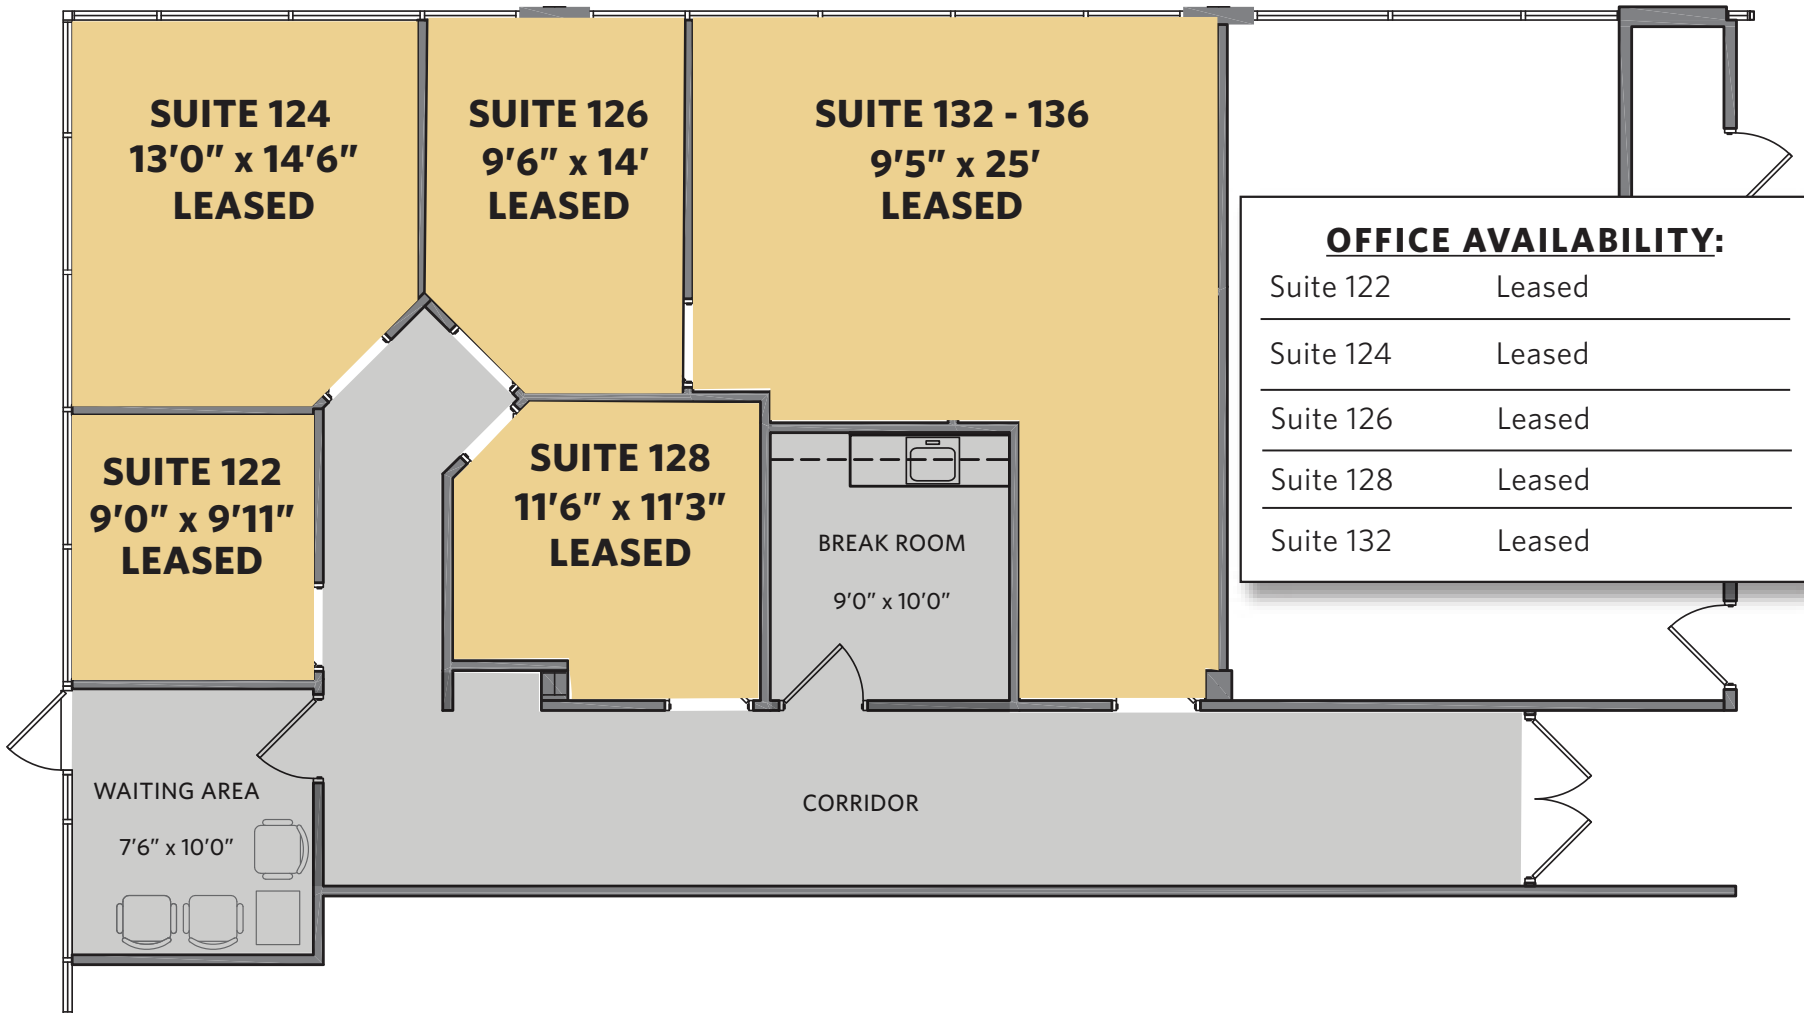 SUITE 124
13'0" x 14'6"
LEASED
SUITE 126
9'6" x 14'
LEASED
SUITE 132 - 136
9'5" x 25'
LEASED
OFFICE AVAILABILITY:
Suite 122 Leased
Suite 124 Leased
Suite 126 Leased
Suite 128 Leased
Suite 132 Leased
SUITE 122
9'0" x 9'11"
LEASED
SUITE 128
11'6" x 11'3"
LEASED
BREAK ROOM
9'0" x 10'0"
WAITING AREA
7'6" x 10'0"
CORRIDOR